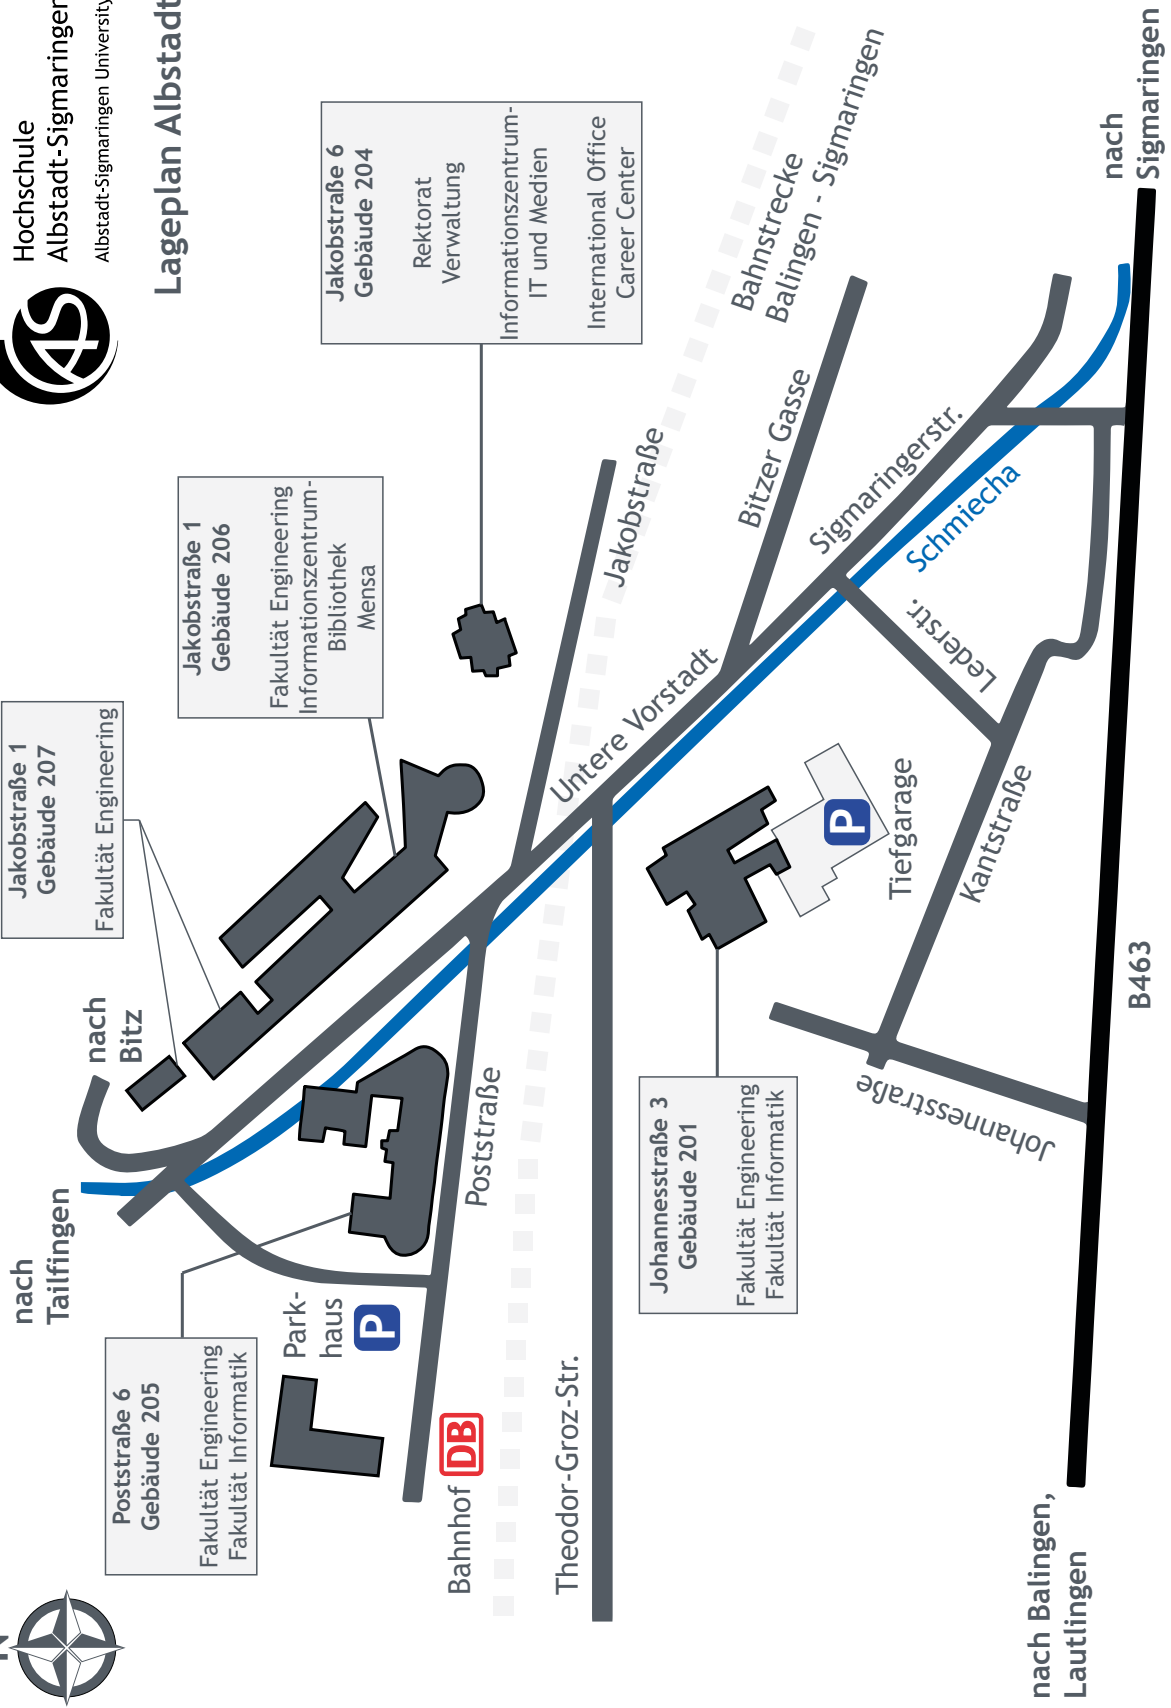 N
Hochschule
Albstadt-Sigmaringen
Albstadt-Sigmaringen University
Lageplan Albstadt
nach
Tailfingen
nach
Bitz
Jakobstraße 1
Gebäude 207
Fakultät Engineering
Jakobstraße 1
Gebäude 206
Fakultät Engineering
Informationszentrum-
Bibliothek
Mensa
Jakobstraße 6
Gebäude 204
Rektorat
Verwaltung
Informationszentrum-
IT und Medien
International Office
Career Center
Poststraße 6
Gebäude 205
Fakultät Engineering
Fakultät Informatik
Park-
haus
P
Bahnhof
DB
Poststraße
Theodor-Groz-Str.
Untere Vorstadt
Jakobstraße
Bahnstrecke
Balingen - Sigmaringen
Bitzer Gasse
Sigmaringerstr.
Schmiecha
Lederstr.
Johannesstraße 3
Gebäude 201
Fakultät Engineering
Fakultät Informatik
P
Tiefgarage
Kantstraße
Johannesstraße
B463
nach Balingen,
Lautlingen
nach
Sigmaringen